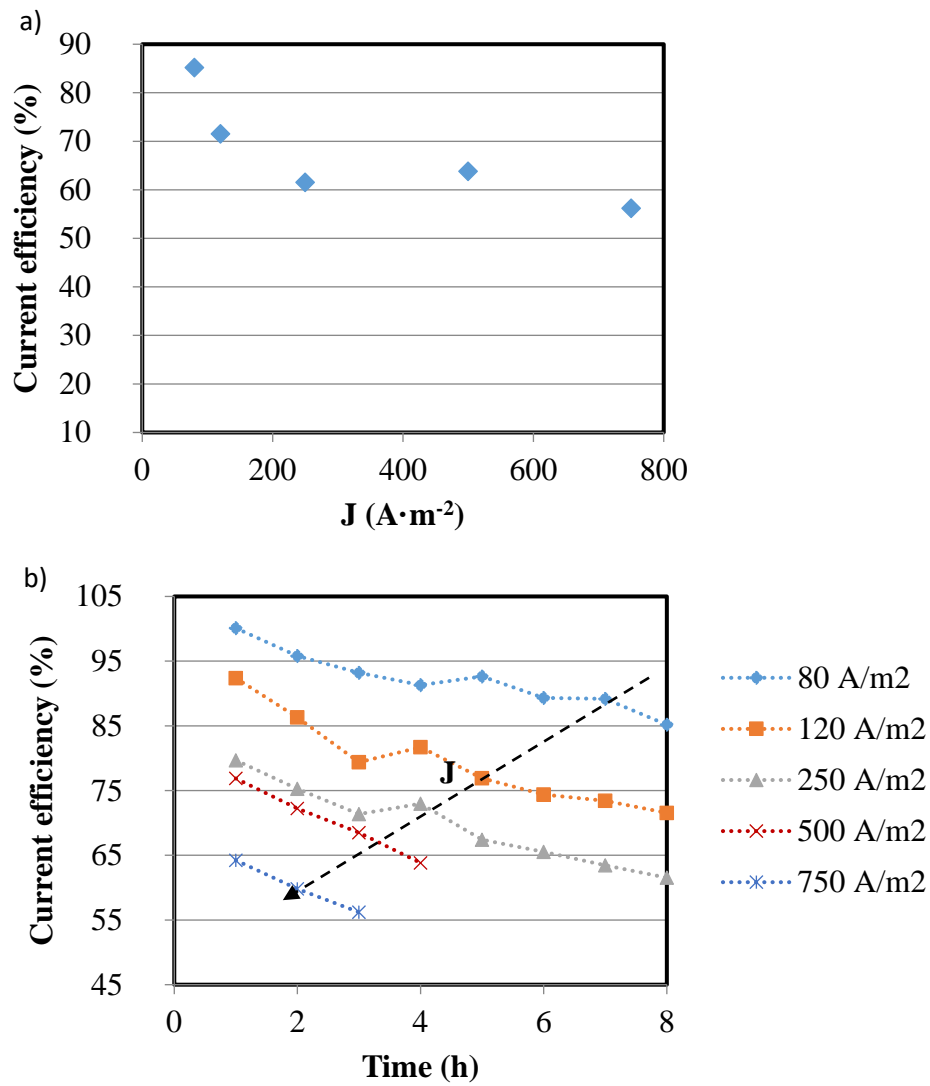 a)
90
80
70
60
50
40
30
20
10
0 200 400 600 800
Current efficiency (%)
J (A·m⁻²)
b)
105
95
85
75
65
55
45
0 2 4 6 8
Current efficiency (%)
Time (h)
J
80 A/m2
120 A/m2
250 A/m2
500 A/m2
750 A/m2